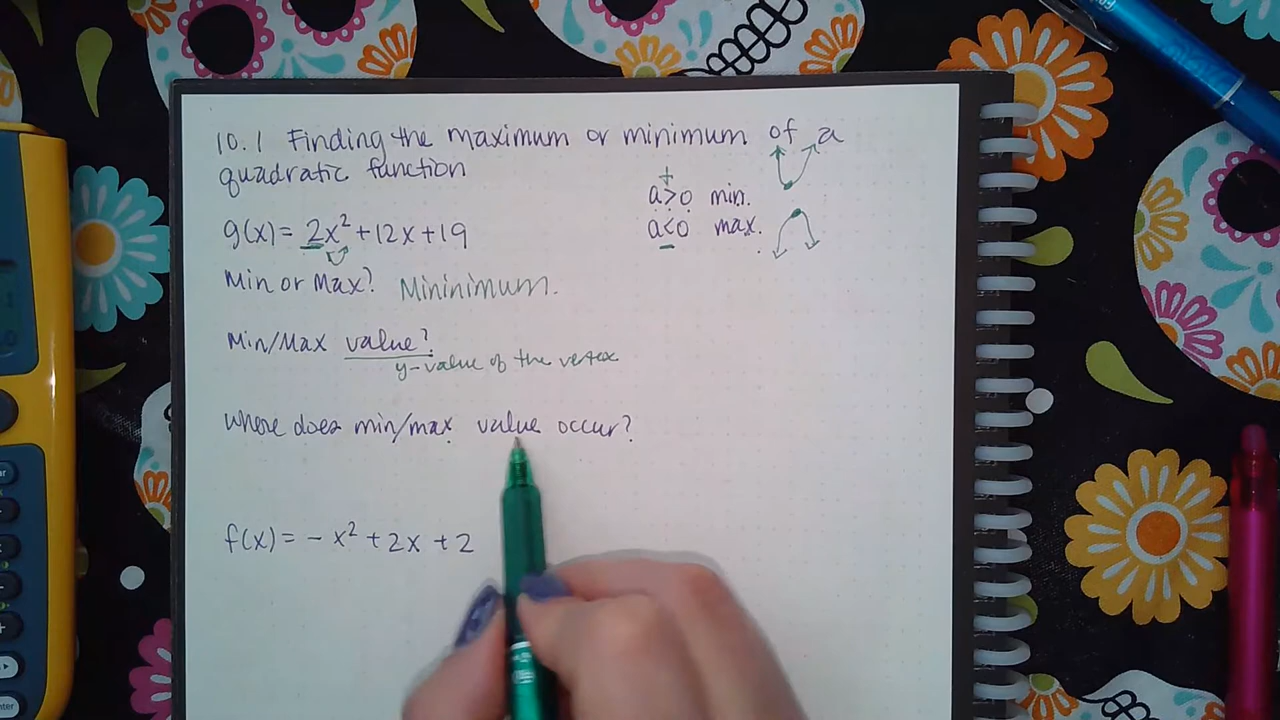 10.1 Finding the maximum or minimum of a
quadratic function
+
a>0 min.
a<0 max.
g(x) = 2x²+12x+19
Min or Max? Mininimum.
Min/Max value?
y-value of the vertex
Where does min/max value occur?
f(x) = -x²+2x+2